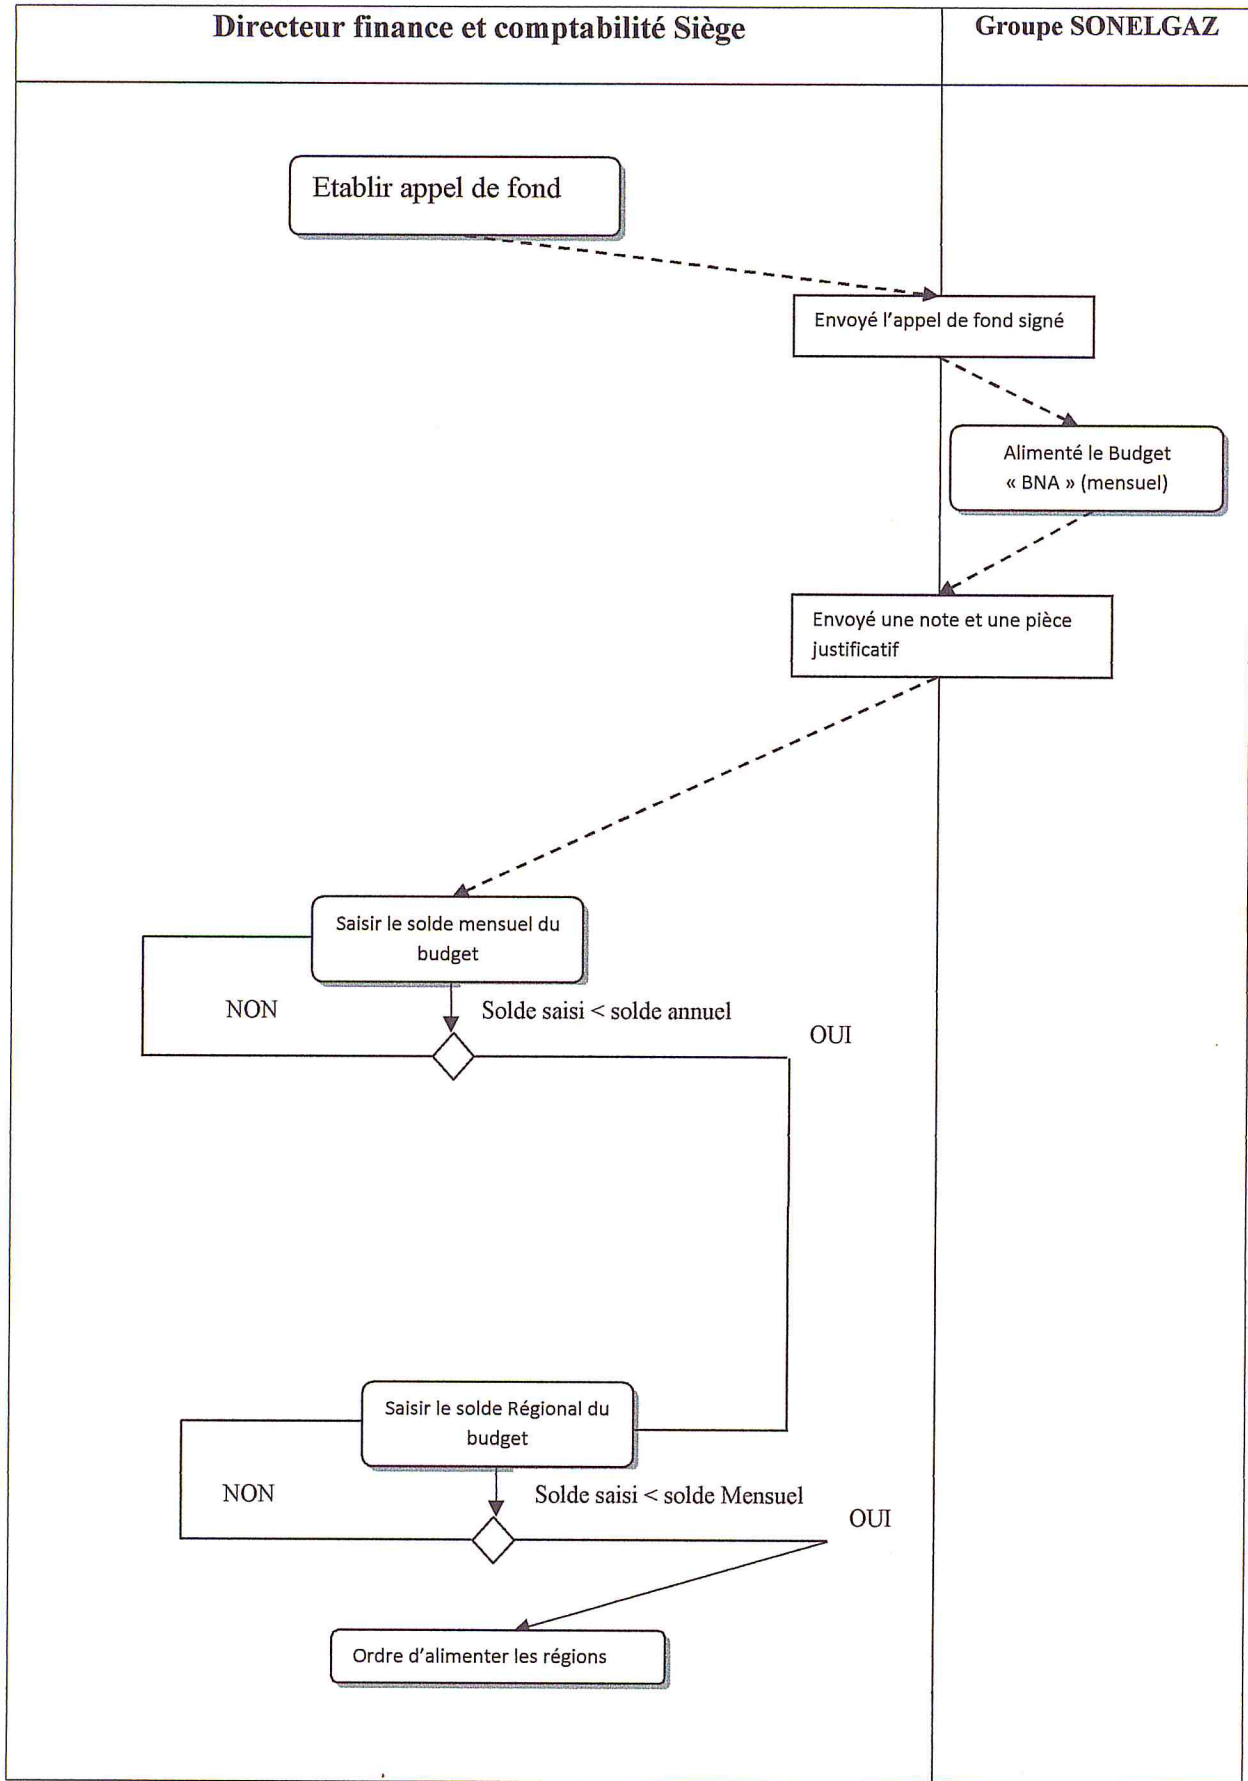 Directeur finance et comptabilité Siège
Groupe SONELGAZ
Etablir appel de fond
Envoyé l'appel de fond signé
Alimenté le Budget
« BNA » (mensuel)
Envoyé une note et une pièce
justificatif
Saisir le solde mensuel du
budget
NON
Solde saisi < solde annuel
OUI
Saisir le solde Régional du
budget
NON
Solde saisi < solde Mensuel
OUI
Ordre d'alimenter les régions